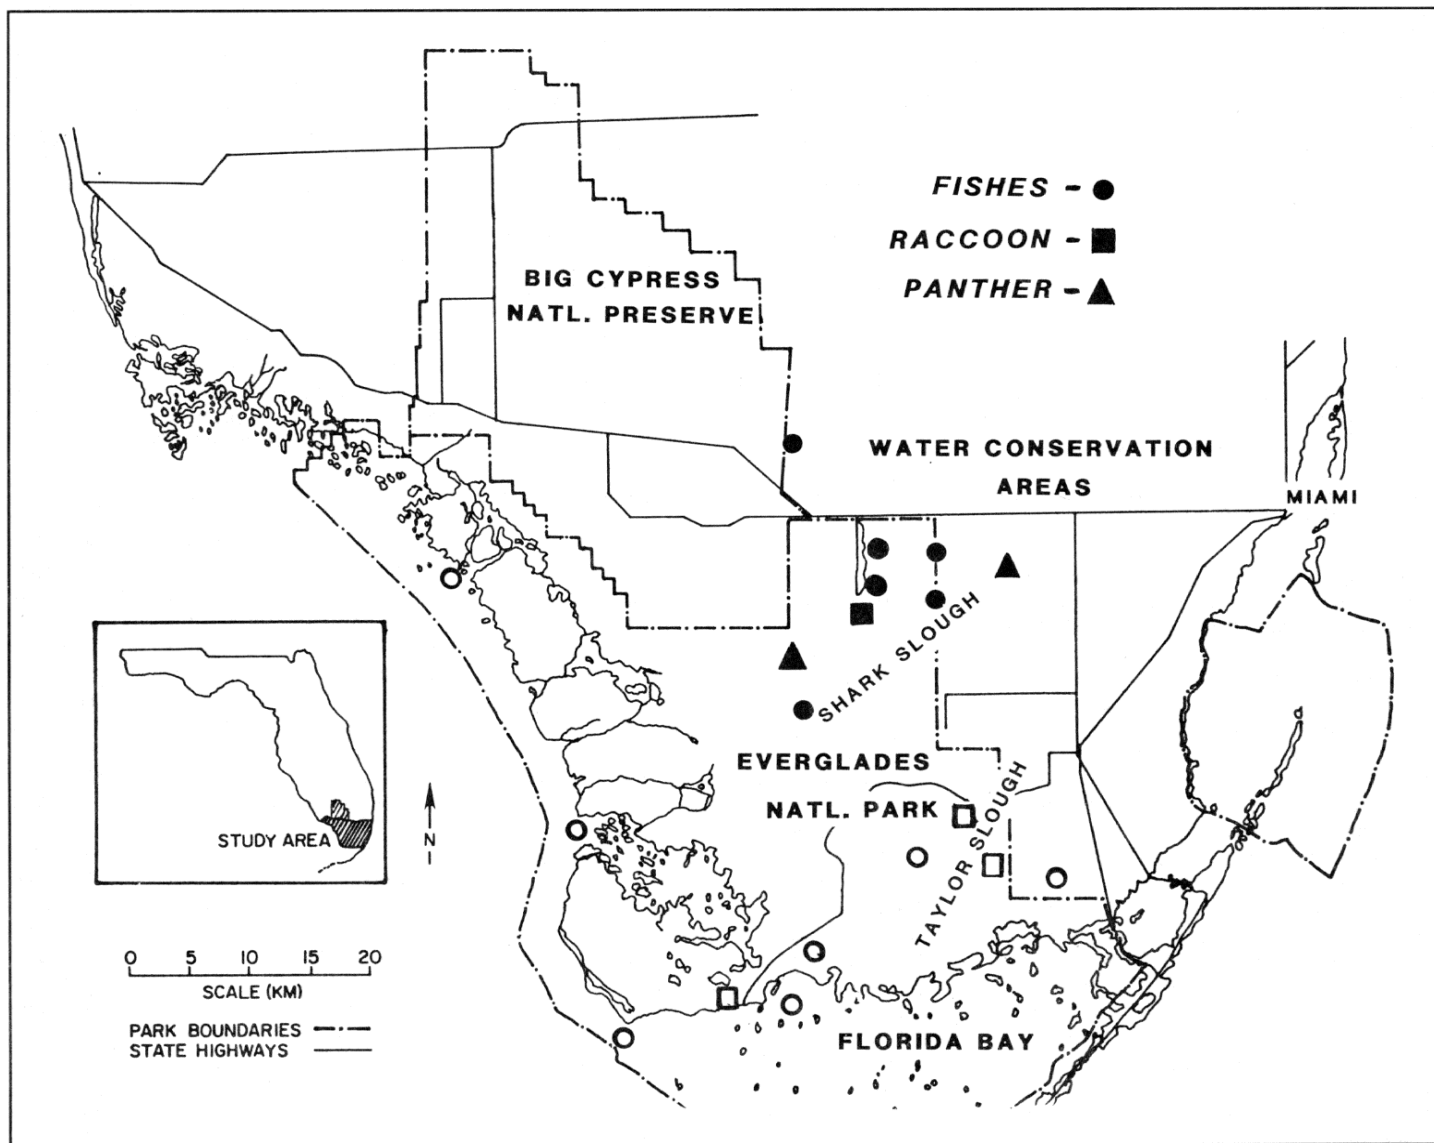 FISHES -
RACCOON -
PANTHER -
BIG CYPRESS
NATL. PRESERVE
WATER CONSERVATION
AREAS
MIAMI
SHARK SLOUGH
EVERGLADES
NATL. PARK
TAYLOR SLOUGH
STUDY AREA
N
0 5 10 15 20
SCALE (KM)
PARK BOUNDARIES
STATE HIGHWAYS
FLORIDA BAY